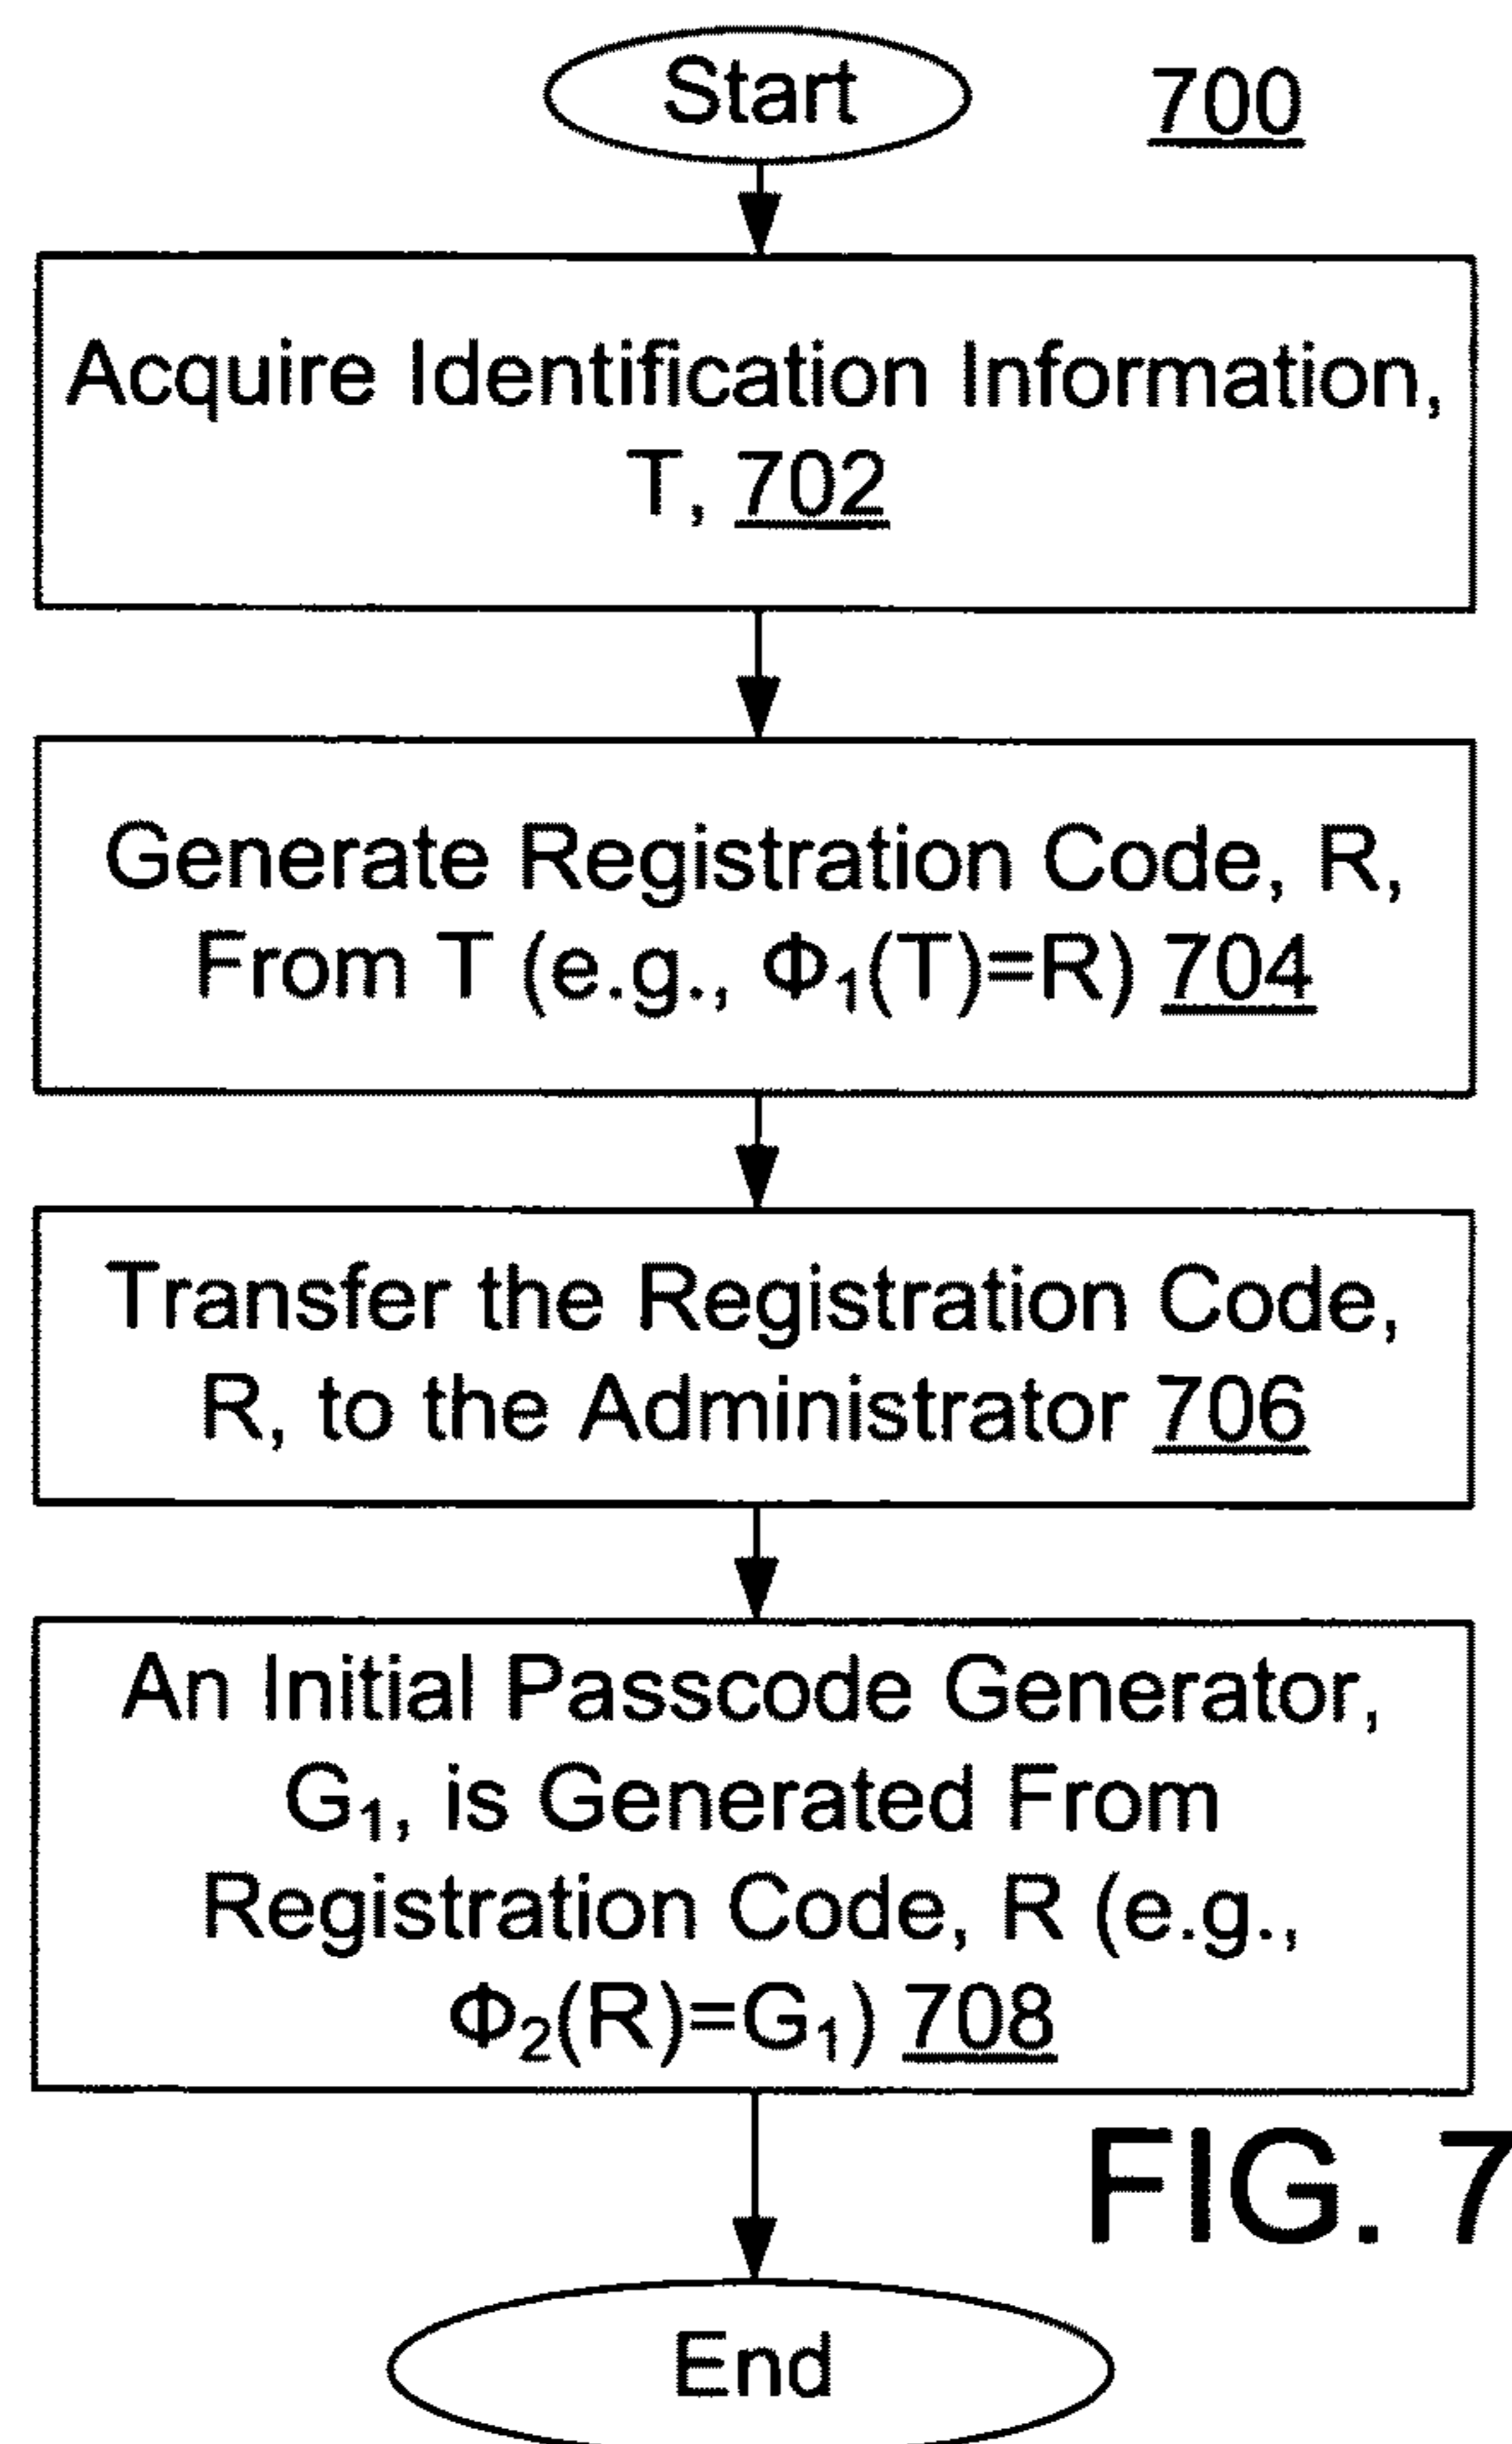 Start
700
Acquire Identification Information,
T, 702
Generate Registration Code, R,
From T (e.g., Φ₁(T)=R) 704
Transfer the Registration Code,
R, to the Administrator 706
An Initial Passcode Generator,
G₁, is Generated From
Registration Code, R (e.g.,
Φ₂(R)=G₁) 708
FIG. 7
End